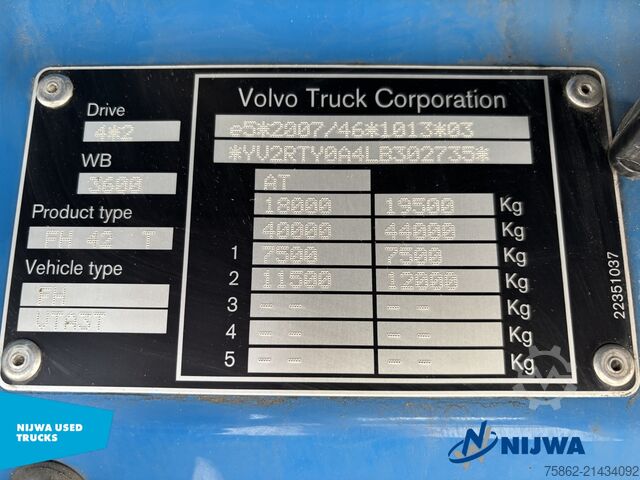 Volvo Truck Corporation
Drive
4*2
WB
3600
Product type
FH 42 T
Vehicle type
FH
VTA3T
e5*2007/46*1013*03
*YV2RTY0A4LB302735*
AT
18000 19500 Kg
40000 44000 Kg
1 7500 7500 Kg
2 11500 12000 Kg
3 -- -- Kg
4 -- -- Kg
5 -- -- Kg
22351037
NIJWA USED
TRUCKS
NIJWA
75862-21434092